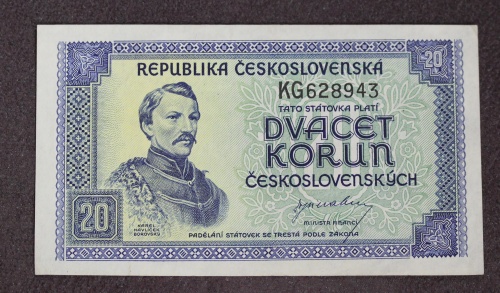 20
REPUBLIKA ČESKOSLOVENSKÁ
KG628943
TATO STÁTOVKA PLATÍ
DVACET
KORUN
ČESKOSLOVENSKÝCH
MINISTR FINANCÍ
KAREL
HAVLÍČEK
BOROVSKÝ
20
PADĚLÁNÍ STÁTOVEK SE TRESTÁ PODLE ZÁKONA
20